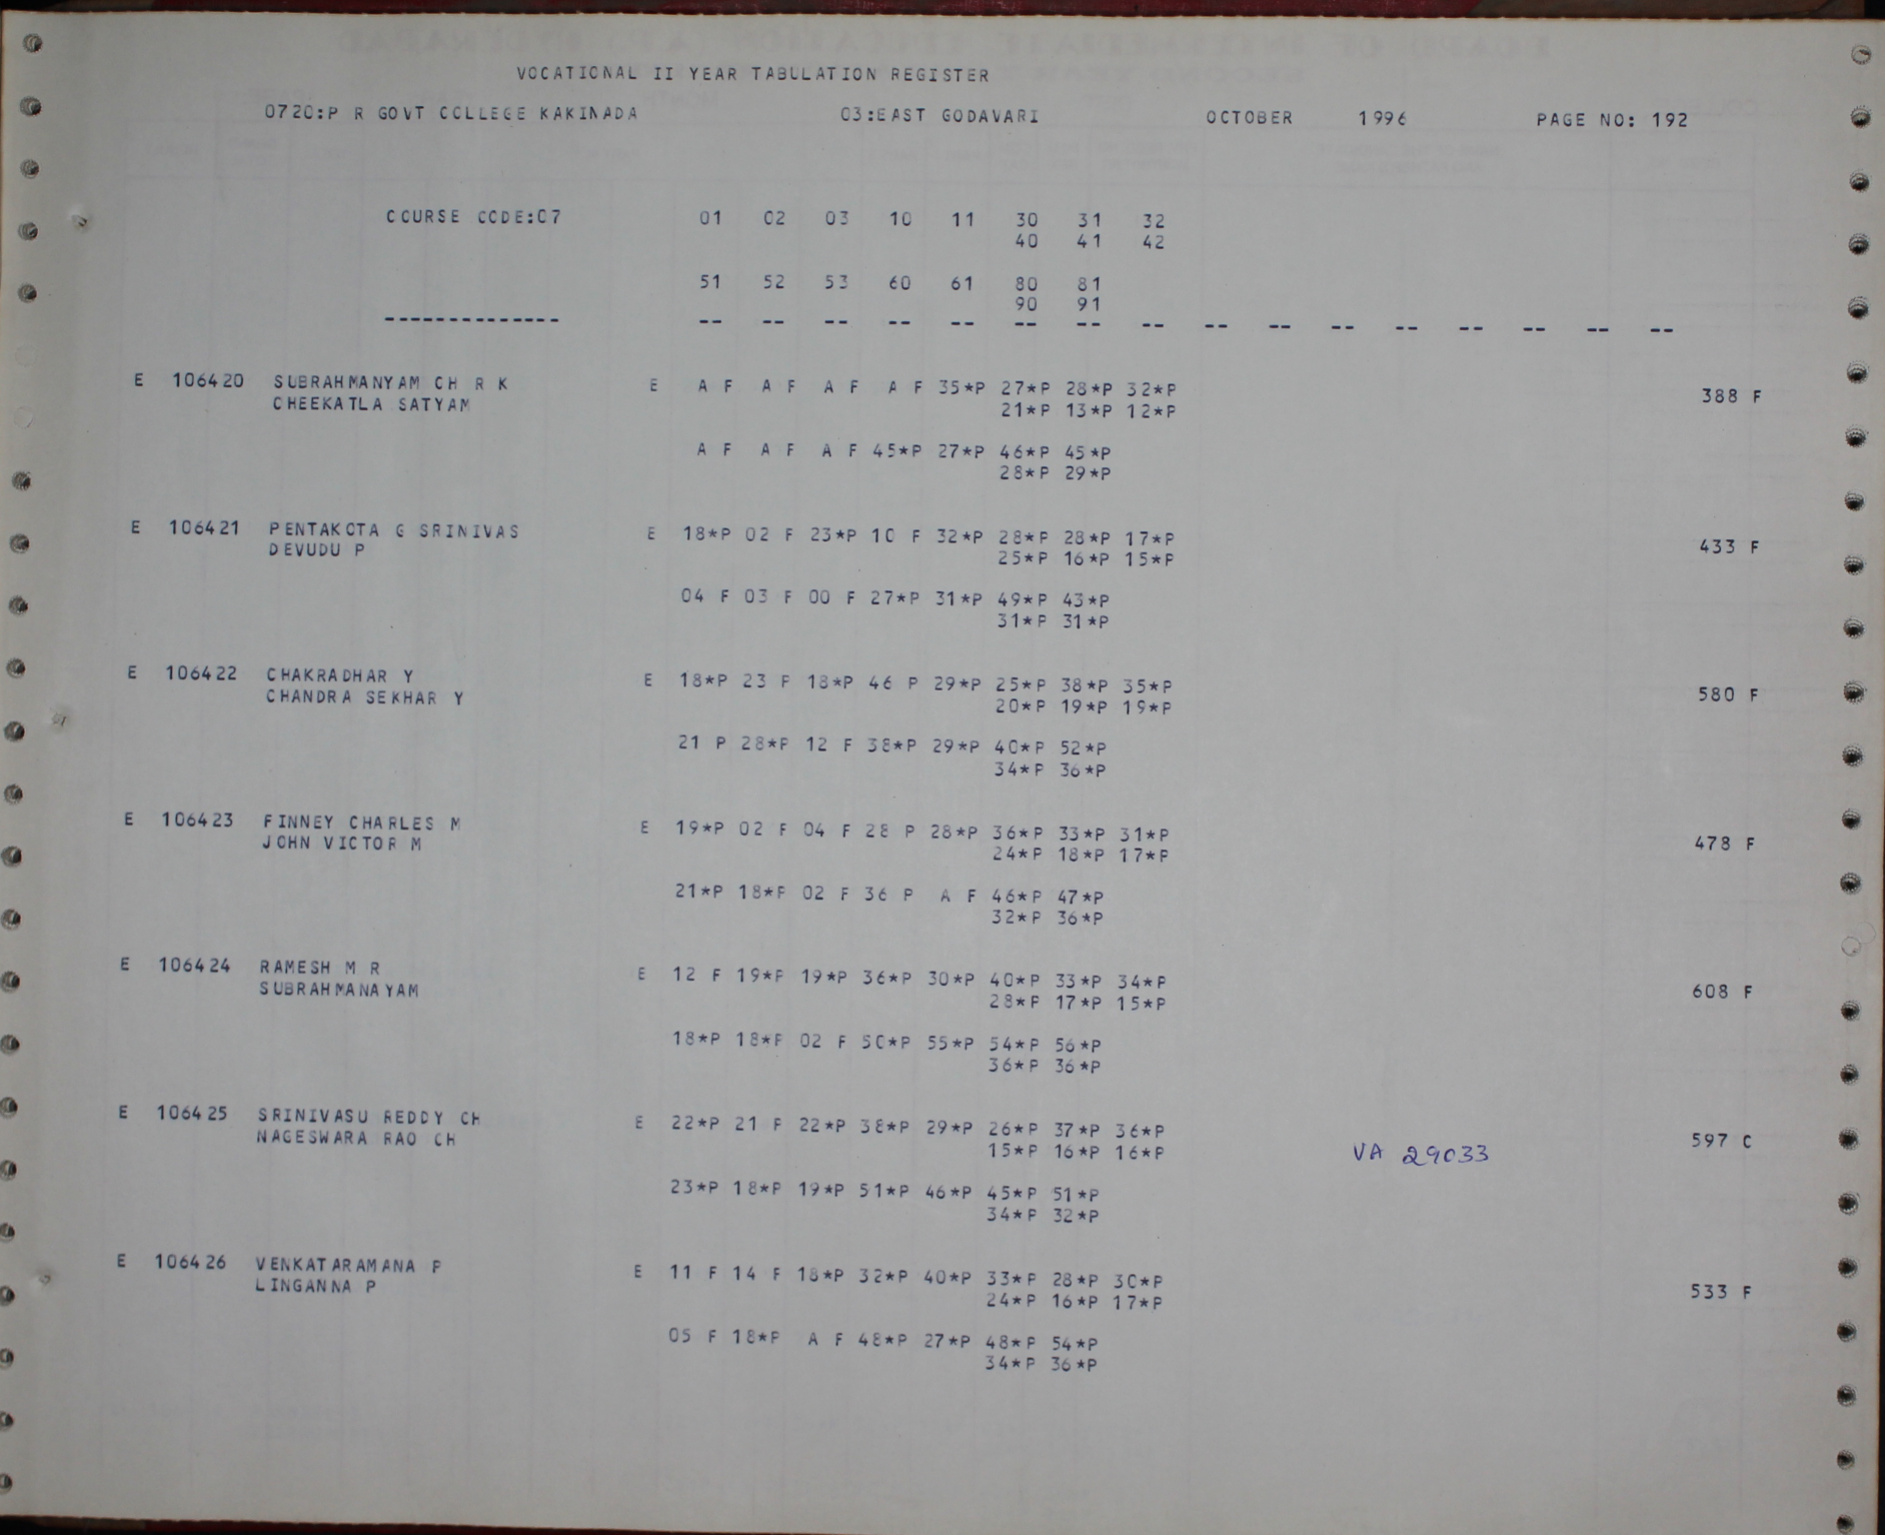 VOCATIONAL II YEAR TABULATION REGISTER
0720:P R GOVT COLLEGE KAKINADA 03:EAST GODAVARI OCTOBER 1996 PAGE NO: 192
COURSE CODE:07 01 02 03 10 11 30 31 32
40 41 42
51 52 53 60 61 80 81
90 91
-------------- -- -- -- -- -- -- -- -- -- -- -- -- -- -- -- --
E 106420 SUBRAHMANYAM CH R K E A F A F A F A F 35*P 27*P 28*P 32*P
CHEEKATLA SATYAM 21*P 13*P 12*P 388 F
A F A F A F 45*P 27*P 46*P 45*P
28*P 29*P
E 106421 PENTAKOTA G SRINIVAS E 18*P 02 F 23*P 10 F 32*P 28*P 28*P 17*P
DEVUDU P 25*P 16*P 15*P 433 F
04 F 03 F 00 F 27*P 31*P 49*P 43*P
31*P 31*P
E 106422 CHAKRADHAR Y E 18*P 23 F 18*P 46 P 29*P 25*P 38*P 35*P
CHANDRA SEKHAR Y 20*P 19*P 19*P 580 F
21 P 28*P 12 F 38*P 29*P 40*P 52*P
34*P 36*P
E 106423 FINNEY CHARLES M E 19*P 02 F 04 F 28 P 28*P 36*P 33*P 31*P
JOHN VICTOR M 24*P 18*P 17*P 478 F
21*P 18*P 02 F 36 P A F 46*P 47*P
32*P 36*P
E 106424 RAMESH M R E 12 F 19*P 19*P 36*P 30*P 40*P 33*P 34*P
SUBRAHMANAYAM 28*P 17*P 15*P 608 F
18*P 18*P 02 F 50*P 55*P 54*P 56*P
36*P 36*P
E 106425 SRINIVASU REDDY CH E 22*P 21 F 22*P 38*P 29*P 26*P 37*P 36*P
NAGESWARA RAO CH 15*P 16*P 16*P VA 29033 597 C
23*P 18*P 19*P 51*P 46*P 45*P 51*P
34*P 32*P
E 106426 VENKATARAMANA P E 11 F 14 F 18*P 32*P 40*P 33*P 28*P 30*P
LINGANNA P 24*P 16*P 17*P 533 F
05 F 18*P A F 48*P 27*P 48*P 54*P
34*P 36*P